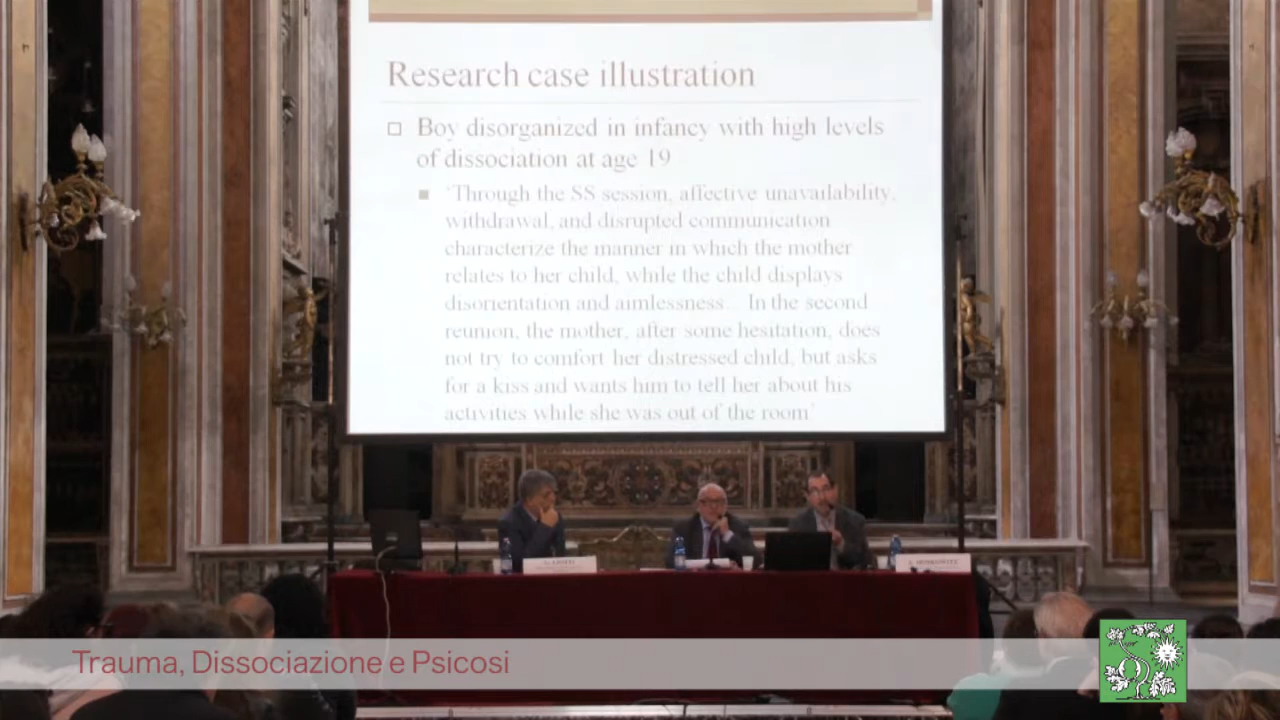 Research case illustration
Boy disorganized in infancy with high levels
of dissociation at age 19
'Through the SS session, affective unavailability,
withdrawal, and disrupted communication
characterize the manner in which the mother
relates to her child, while the child displays
disorientation and aimlessness. In the second
reunion, the mother, after some hesitation, does
not try to comfort her distressed child, but asks
for a kiss and wants him to tell her about his
activities while she was out of the room'
A. MOSKOWITZ
Trauma, Dissociazione e Psicosi